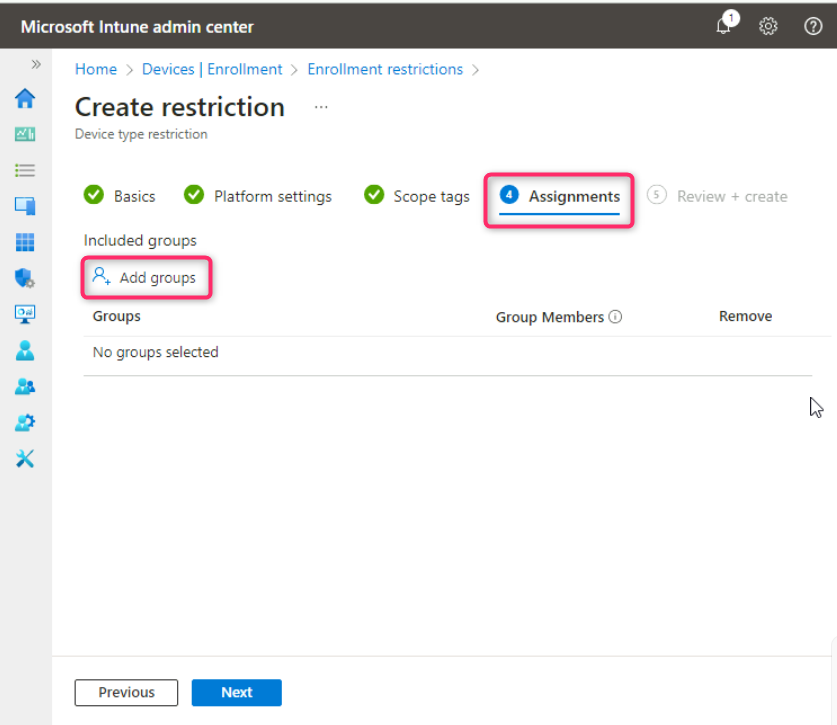 Microsoft Intune admin center
1
Home > Devices | Enrollment > Enrollment restrictions >
Create restriction ...
Device type restriction
Basics Platform settings Scope tags 4 Assignments 5 Review + create
Included groups
Add groups
Groups Group Members Remove
No groups selected
Previous Next